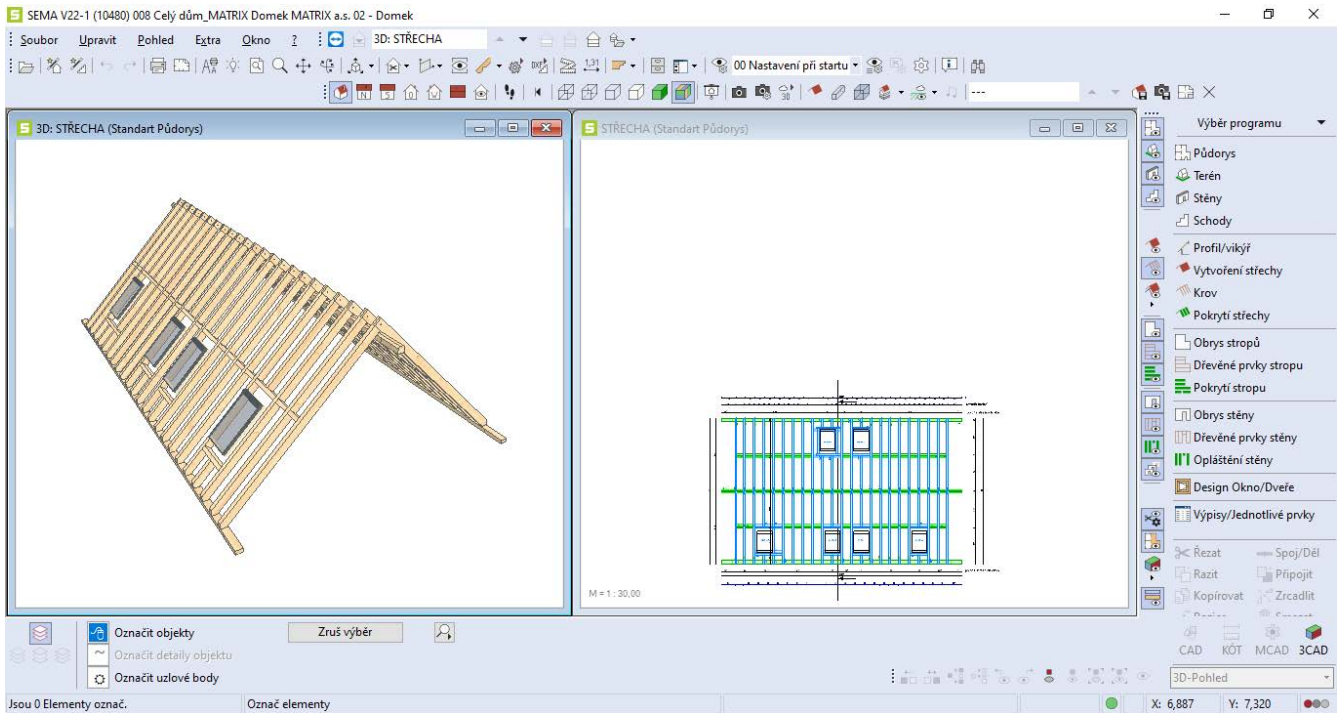 SEMA V22-1 (10480) 008 Celý dům_MATRIX Domek MATRIX a.s. 02 - Domek
Soubor Upravit Pohled Extra Okno ? 3D: STŘECHA
00 Nastavení při startu
---
3D: STŘECHA (Standart Půdorys)
STŘECHA (Standart Půdorys)
M = 1 : 30,00
Výběr programu
Půdorys
Terén
Stěny
Schody
Profil/vikýř
Vytvoření střechy
Krov
Pokrytí střechy
Obrys stropů
Dřevěné prvky stropu
Pokrytí stropu
Obrys stěny
Dřevěné prvky stěny
Opláštění stěny
Design Okno/Dveře
Výpisy/Jednotlivé prvky
Řezat Spoj/Děl
Razit Připojit
Kopírovat Zrcadlit
CAD KÓT MCAD 3CAD
3D-Pohled
Označit objekty Zruš výběr
Označit detaily objektu
Označit uzlové body
Jsou 0 Elementy označ. Označ elementy X: 6,887 Y: 7,320